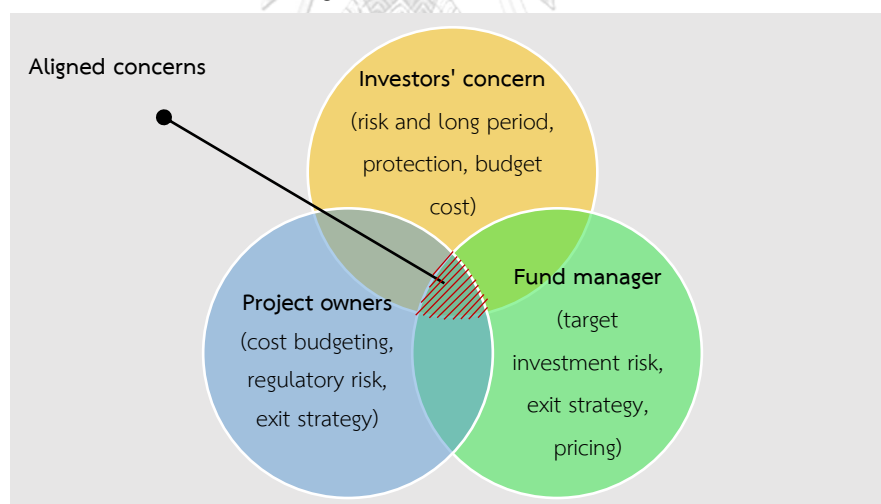 Aligned concerns
Investors' concern
(risk and long period,
protection, budget
cost)
Project owners
(cost budgeting,
regulatory risk,
exit strategy)
Fund manager
(target
investment risk,
exit strategy,
pricing)